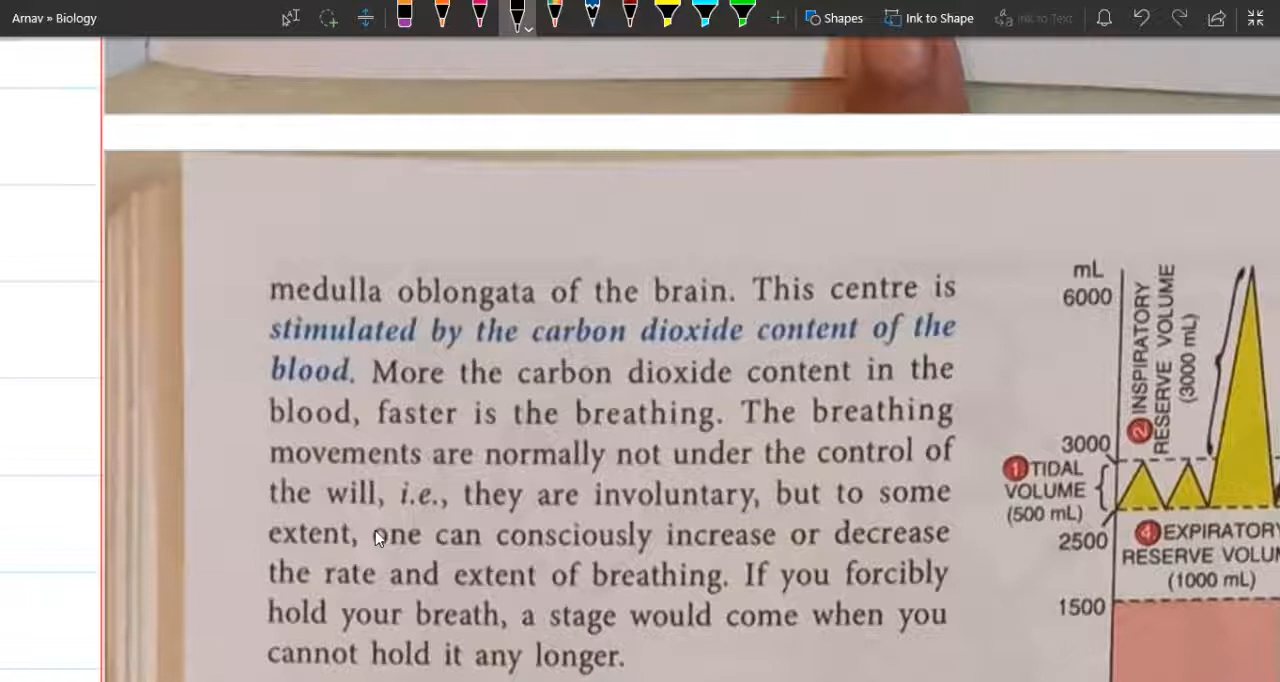 Arnav » Biology
Shapes
Ink to Shape
Ink to Text
medulla oblongata of the brain. This centre is
stimulated by the carbon dioxide content of the
blood. More the carbon dioxide content in the
blood, faster is the breathing. The breathing
movements are normally not under the control of
the will, i.e., they are involuntary, but to some
extent, one can consciously increase or decrease
the rate and extent of breathing. If you forcibly
hold your breath, a stage would come when you
cannot hold it any longer.
mL
6000
3000
2500
1500
1 TIDAL
VOLUME
(500 mL)
2 INSPIRATORY
RESERVE VOLUME
(3000 mL)
4 EXPIRATORY
RESERVE VOLU
(1000 mL)